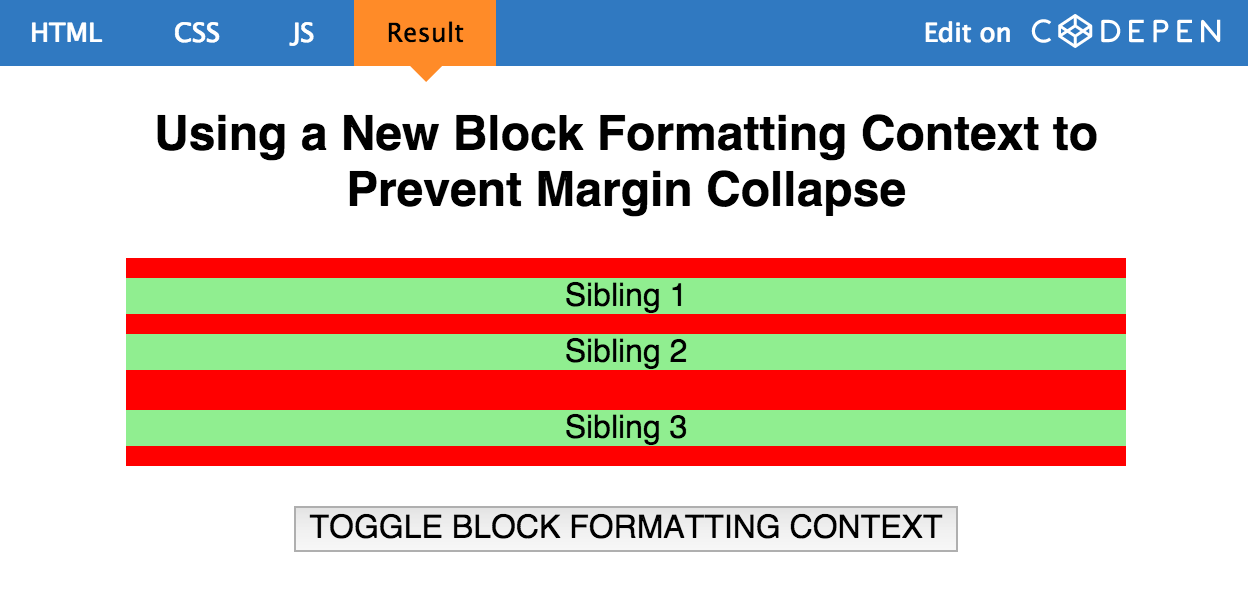 HTML CSS JS Result Edit on CODEPEN
Using a New Block Formatting Context to
Prevent Margin Collapse
Sibling 1
Sibling 2
Sibling 3
TOGGLE BLOCK FORMATTING CONTEXT